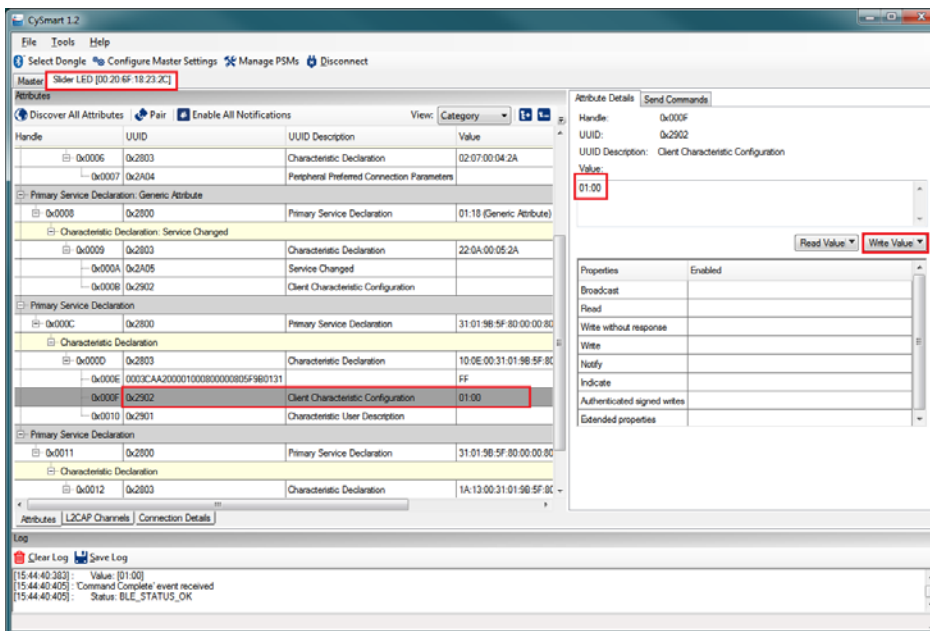 CySmart 1.2
File Tools Help
Select Dongle Configure Master Settings Manage PSMs Disconnect
Master Slider LED [00:20:6F:18:23:2C]
Attributes
Discover All Attributes Pair Enable All Notifications View: Category
Handle UUID UUID Description Value
0x0006 0x2803 Characteristic Declaration 02:07:00:04:2A
0x0007 0x2A04 Peripheral Preferred Connection Parameters
Primary Service Declaration: Generic Attribute
0x0008 0x2800 Primary Service Declaration 01:18 (Generic Attribute)
Characteristic Declaration: Service Changed
0x0009 0x2803 Characteristic Declaration 22:0A:00:05:2A
0x000A 0x2A05 Service Changed
0x000B 0x2902 Client Characteristic Configuration
Primary Service Declaration
0x000C 0x2800 Primary Service Declaration 31:01:9B:5F:80:00:00:80
Characteristic Declaration
0x000D 0x2803 Characteristic Declaration 10:0E:00:31:01:9B:5F:80
0x000E 0003CAA200001000800000805F9B0131 FF
0x000F 0x2902 Client Characteristic Configuration 01:00
0x0010 0x2901 Characteristic User Description
Primary Service Declaration
0x0011 0x2800 Primary Service Declaration 31:01:9B:5F:80:00:00:80
Characteristic Declaration
0x0012 0x2803 Characteristic Declaration 1A:13:00:31:01:9B:5F:80
Attributes L2CAP Channels Connection Details
Attribute Details Send Commands
Handle: 0x000F
UUID: 0x2902
UUID Description: Client Characteristic Configuration
Value:
01:00
Read Value Write Value
Properties Enabled
Broadcast
Read
Write without response
Write
Notify
Indicate
Authenticated signed writes
Extended properties
Log
Clear Log Save Log
[15:44:40:383] : Value: [01:00]
[15:44:40:405] : 'Command Complete' event received
[15:44:40:405] : Status: BLE_STATUS_OK